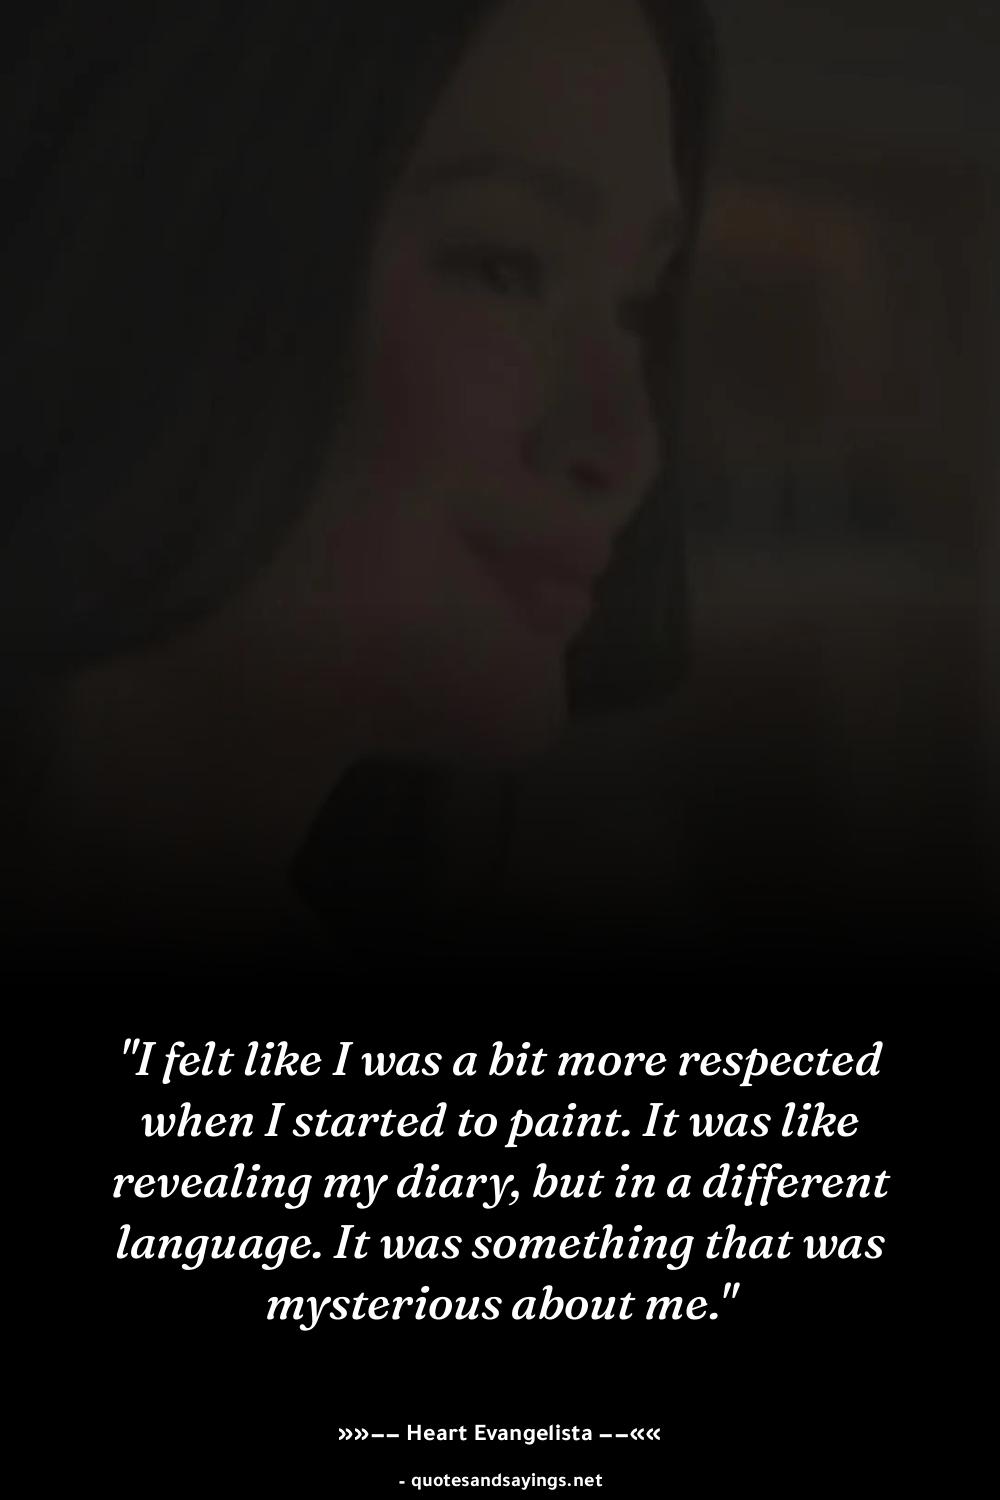 "I felt like I was a bit more respected
when I started to paint. It was like
revealing my diary, but in a different
language. It was something that was
mysterious about me."
»»−− Heart Evangelista −−««
- quotesandsayings.net